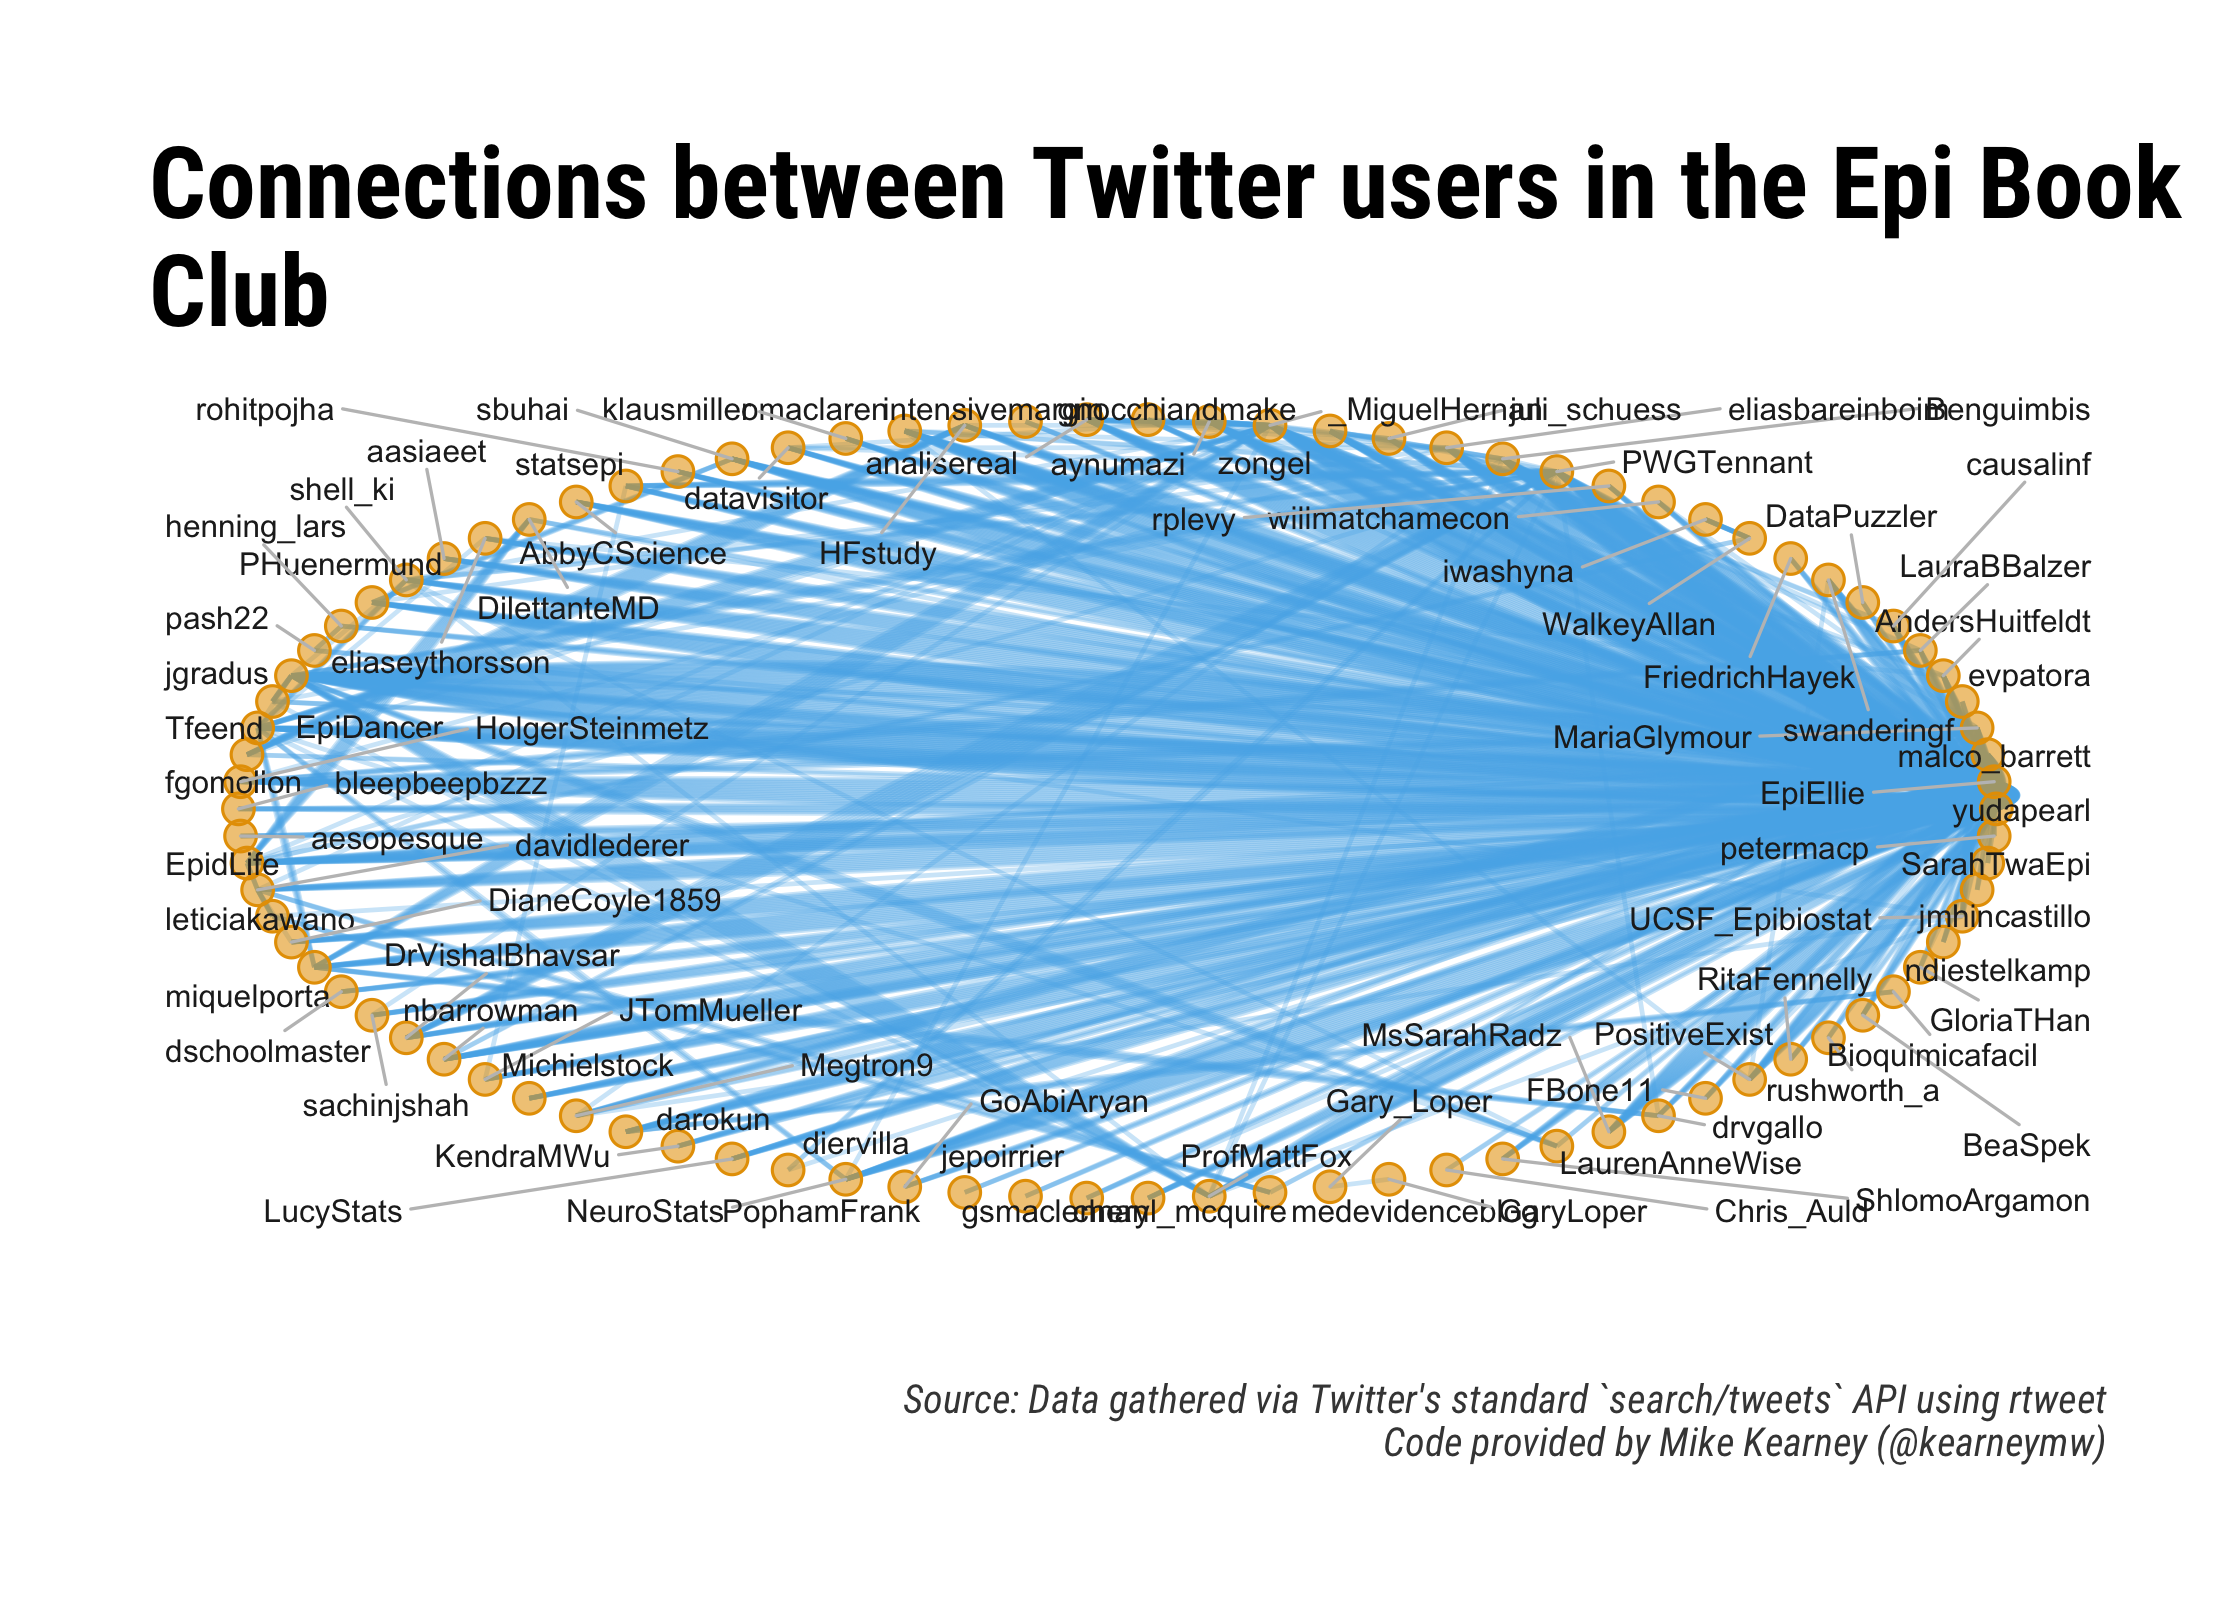 Connections between Twitter users in the Epi Book
Club
rohitpojha sbuhai klausmiller omaclaren intensivemargin gnocchiandmake _MiguelHernan juli_schuess eliasbareinboim Benguimbis
aasiaeet statsepi analisereal aynumazi zongel PWGTennant causalinf
shell_ki datavisitor
henning_lars rplevy wilimatchamecon DataPuzzler
PHuenermund AbbyCScience HFstudy iwashyna LauraBBalzer
pash22 DilettanteMD WalkeyAllan AndersHuitfeldt
jgradus eliaseythorsson FriedrichHayek evpatora
Tfeend EpiDancer HolgerSteinmetz MariaGlymour swanderingf
malco_barrett
fgomolion bleepbeepbzzz EpiEllie
yudapearl
aesopesque davidlederer petermacp
EpidLife SarahTwaEpi
DianeCoyle1859
leticiakawano UCSF_Epibiostat jmhincastillo
DrVishalBhavsar
miquelporta RitaFennelly ndiestelkamp
nbarrowman JTomMueller GloriaTHan
dschoolmaster MsSarahRadz PositiveExist Bioquimicafacil
Michielstock Megtron9
sachinjshah GoAbiAryan Gary_Loper FBone11 rushworth_a
darokun drvgallo
KendraMWu diervilla jepoirrier ProfMattFox LaurenAnneWise BeaSpek
LucyStats NeuroStats PophamFrank gsmaclennan cheryl_mcquire medevidenceblog GaryLoper Chris_Auld ShlomoArgamon
Source: Data gathered via Twitter's standard `search/tweets` API using rtweet
Code provided by Mike Kearney (@kearneymw)